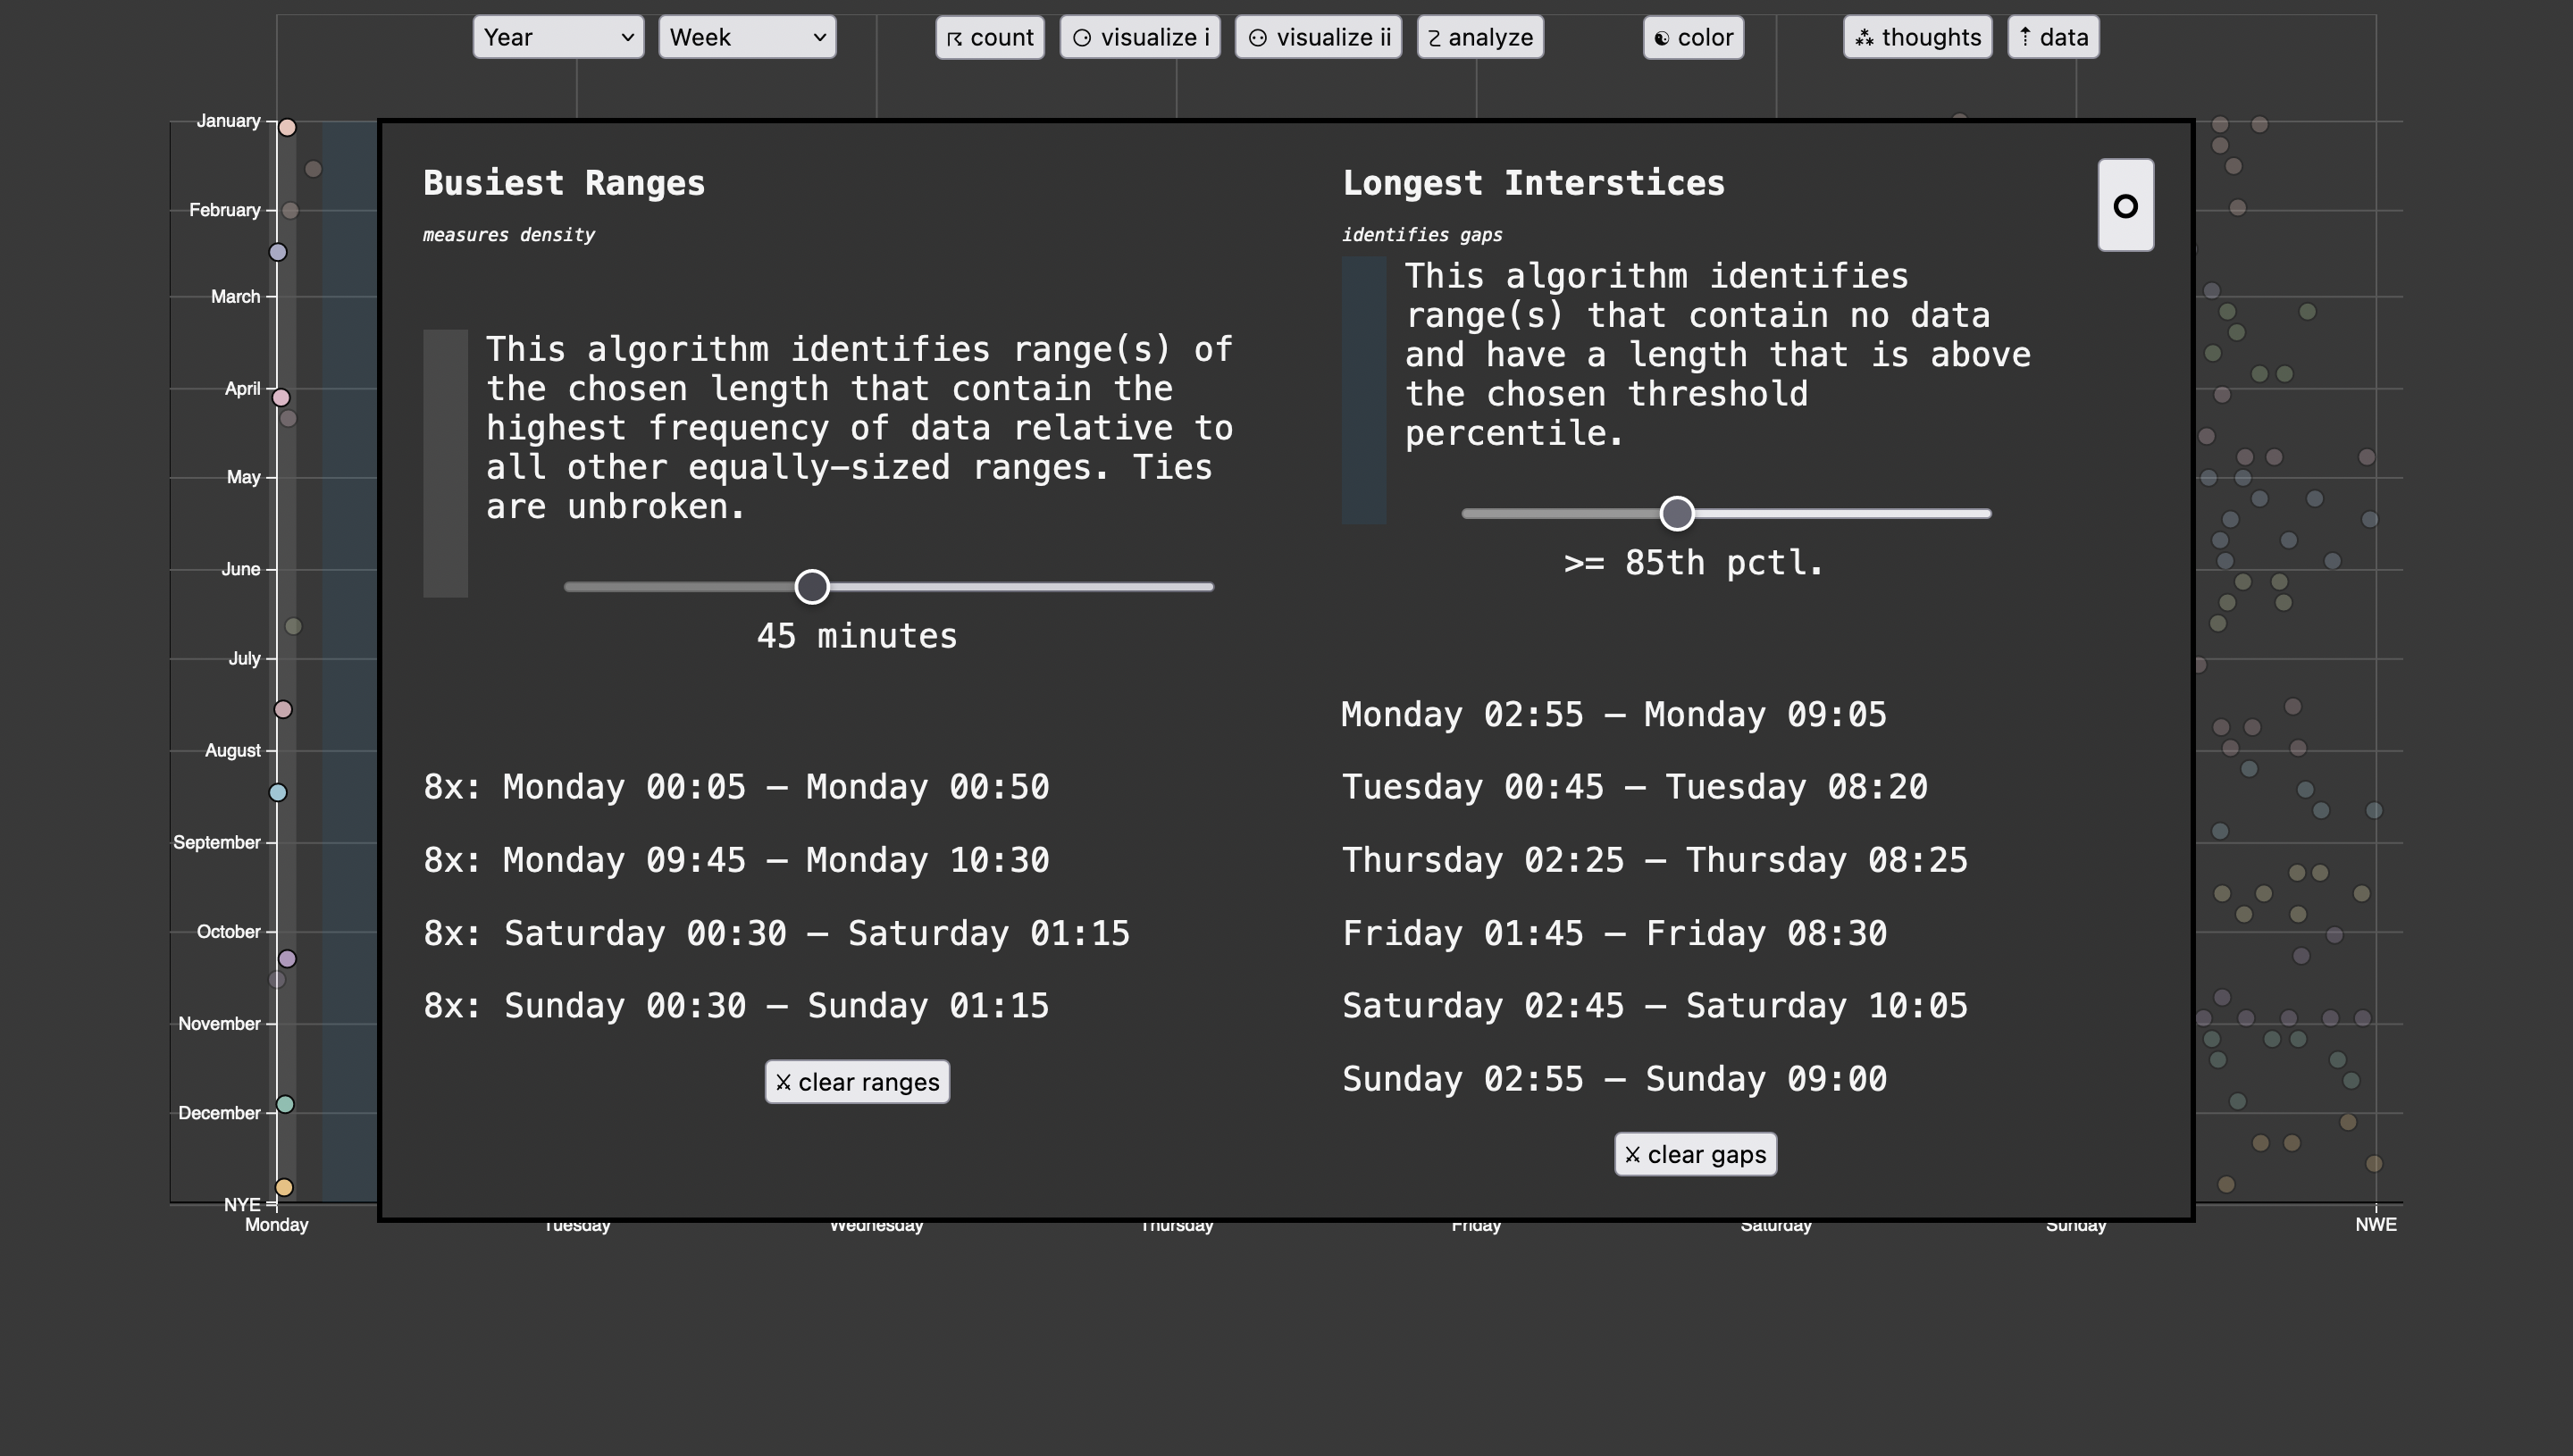 Year
Week
count
visualize i
visualize ii
analyze
color
thoughts
data
January
February
March
April
May
June
July
August
September
October
November
December
NYE
Busiest Ranges
measures density
This algorithm identifies range(s) of
the chosen length that contain the
highest frequency of data relative to
all other equally-sized ranges. Ties
are unbroken.
45 minutes
8x: Monday 00:05 — Monday 00:50
8x: Monday 09:45 — Monday 10:30
8x: Saturday 00:30 — Saturday 01:15
8x: Sunday 00:30 — Sunday 01:15
clear ranges
Longest Interstices
identifies gaps
This algorithm identifies
range(s) that contain no data
and have a length that is above
the chosen threshold
percentile.
>= 85th pctl.
Monday 02:55 — Monday 09:05
Tuesday 00:45 — Tuesday 08:20
Thursday 02:25 — Thursday 08:25
Friday 01:45 — Friday 08:30
Saturday 02:45 — Saturday 10:05
Sunday 02:55 — Sunday 09:00
clear gaps
Monday
Tuesday
Wednesday
Thursday
Friday
Saturday
Sunday
NWE